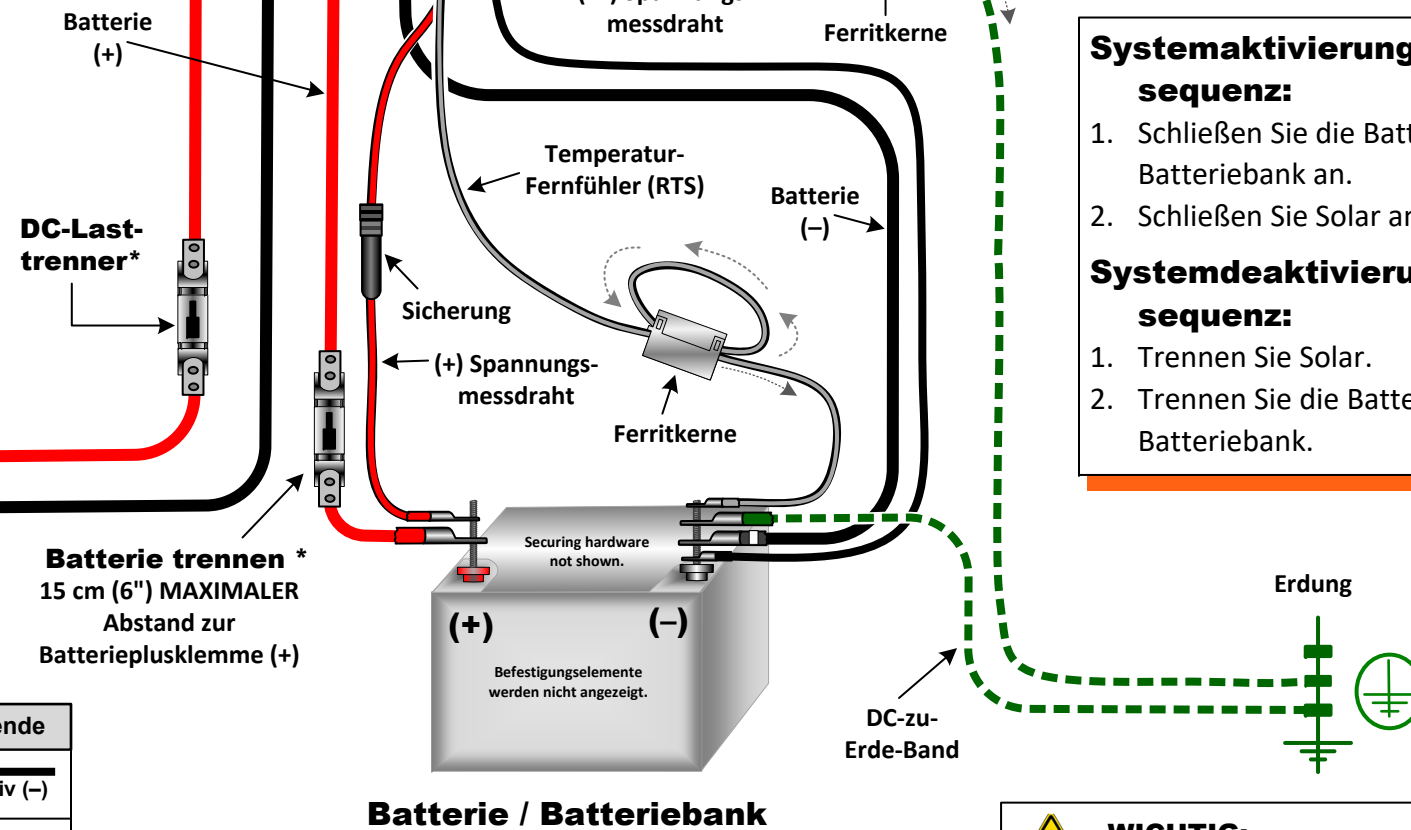 Batterie
(+)
messdraht
Ferritkerne
Temperatur-
Fernfühler (RTS)
Batterie
(–)
DC-Last-
trenner*
Sicherung
(+) Spannungs-
messdraht
Ferritkerne
Batterie trennen *
15 cm (6") MAXIMALER
Abstand zur
Batterieplusklemme (+)
Securing hardware
not shown.
(+)
(–)
Befestigungselemente
werden nicht angezeigt.
DC-zu-
Erde-Band
Erdung
Batterie / Batteriebank
Systemaktivierung
sequenz:
1. Schließen Sie die Batt
Batteriebank an.
2. Schließen Sie Solar
Systemdeaktivieru
sequenz:
1. Trennen Sie Solar.
2. Trennen Sie die Batte
Batteriebank.
ende
iv (–)
WICHTIG: